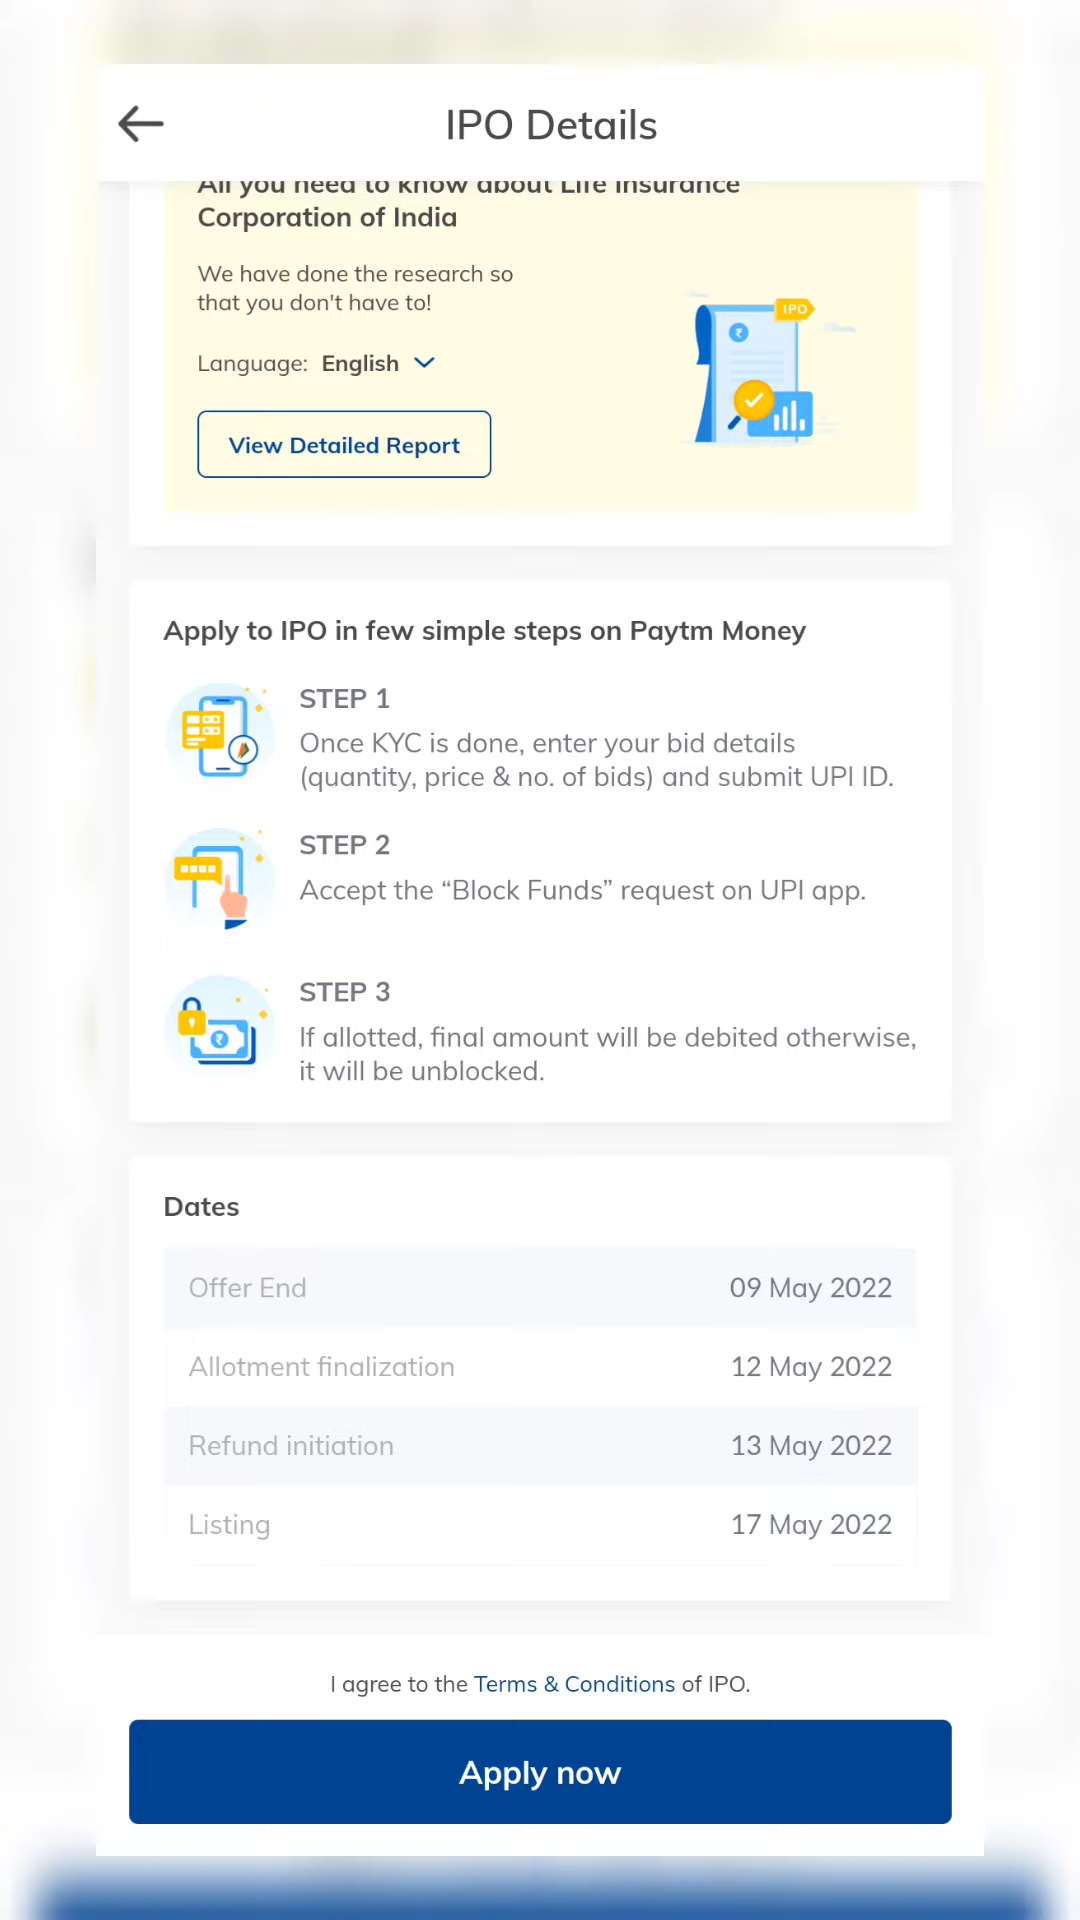 IPO Details
All you need to know about Life Insurance
Corporation of India
We have done the research so
that you don't have to!
Language: English
IPO
₹
View Detailed Report
Apply to IPO in few simple steps on Paytm Money
STEP 1
Once KYC is done, enter your bid details
(quantity, price & no. of bids) and submit UPI ID.
STEP 2
Accept the “Block Funds” request on UPI app.
STEP 3
₹
If allotted, final amount will be debited otherwise,
it will be unblocked.
Dates
Offer End 09 May 2022
Allotment finalization 12 May 2022
Refund initiation 13 May 2022
Listing 17 May 2022
I agree to the Terms & Conditions of IPO.
Apply now